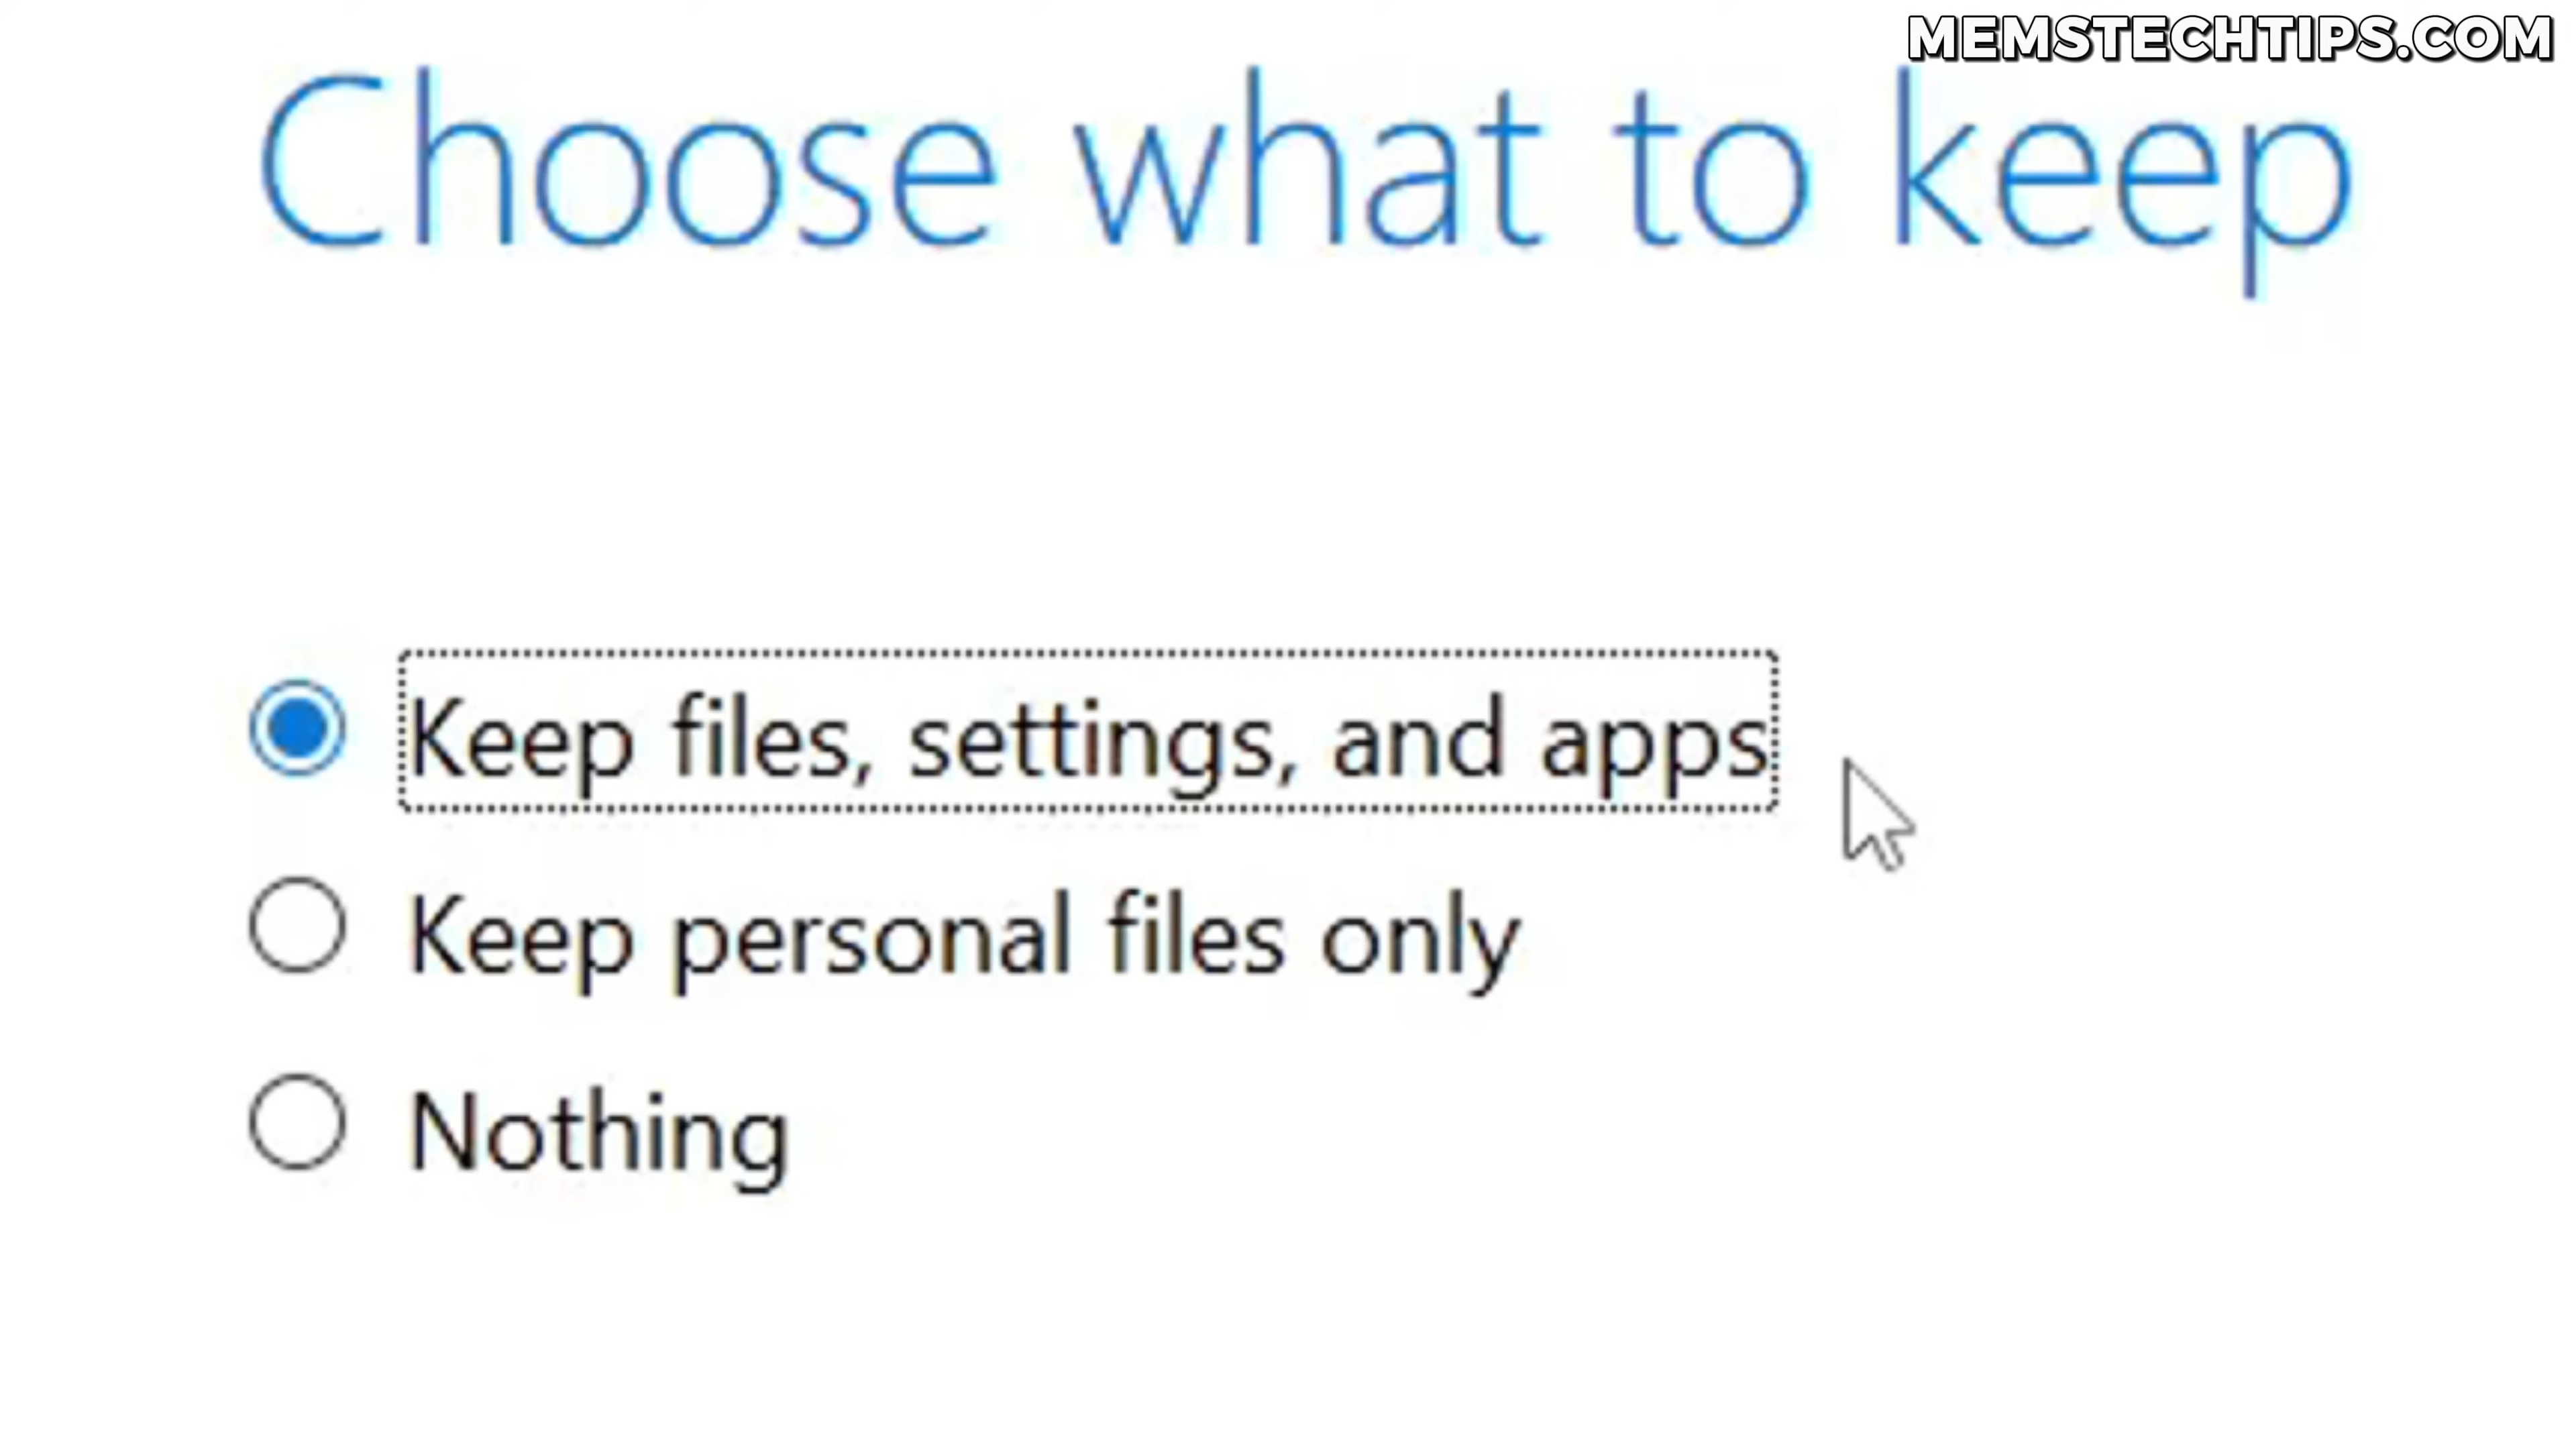 MEMSTECHTIPS.COM
Choose what to keep
Keep files, settings, and apps
Keep personal files only
Nothing